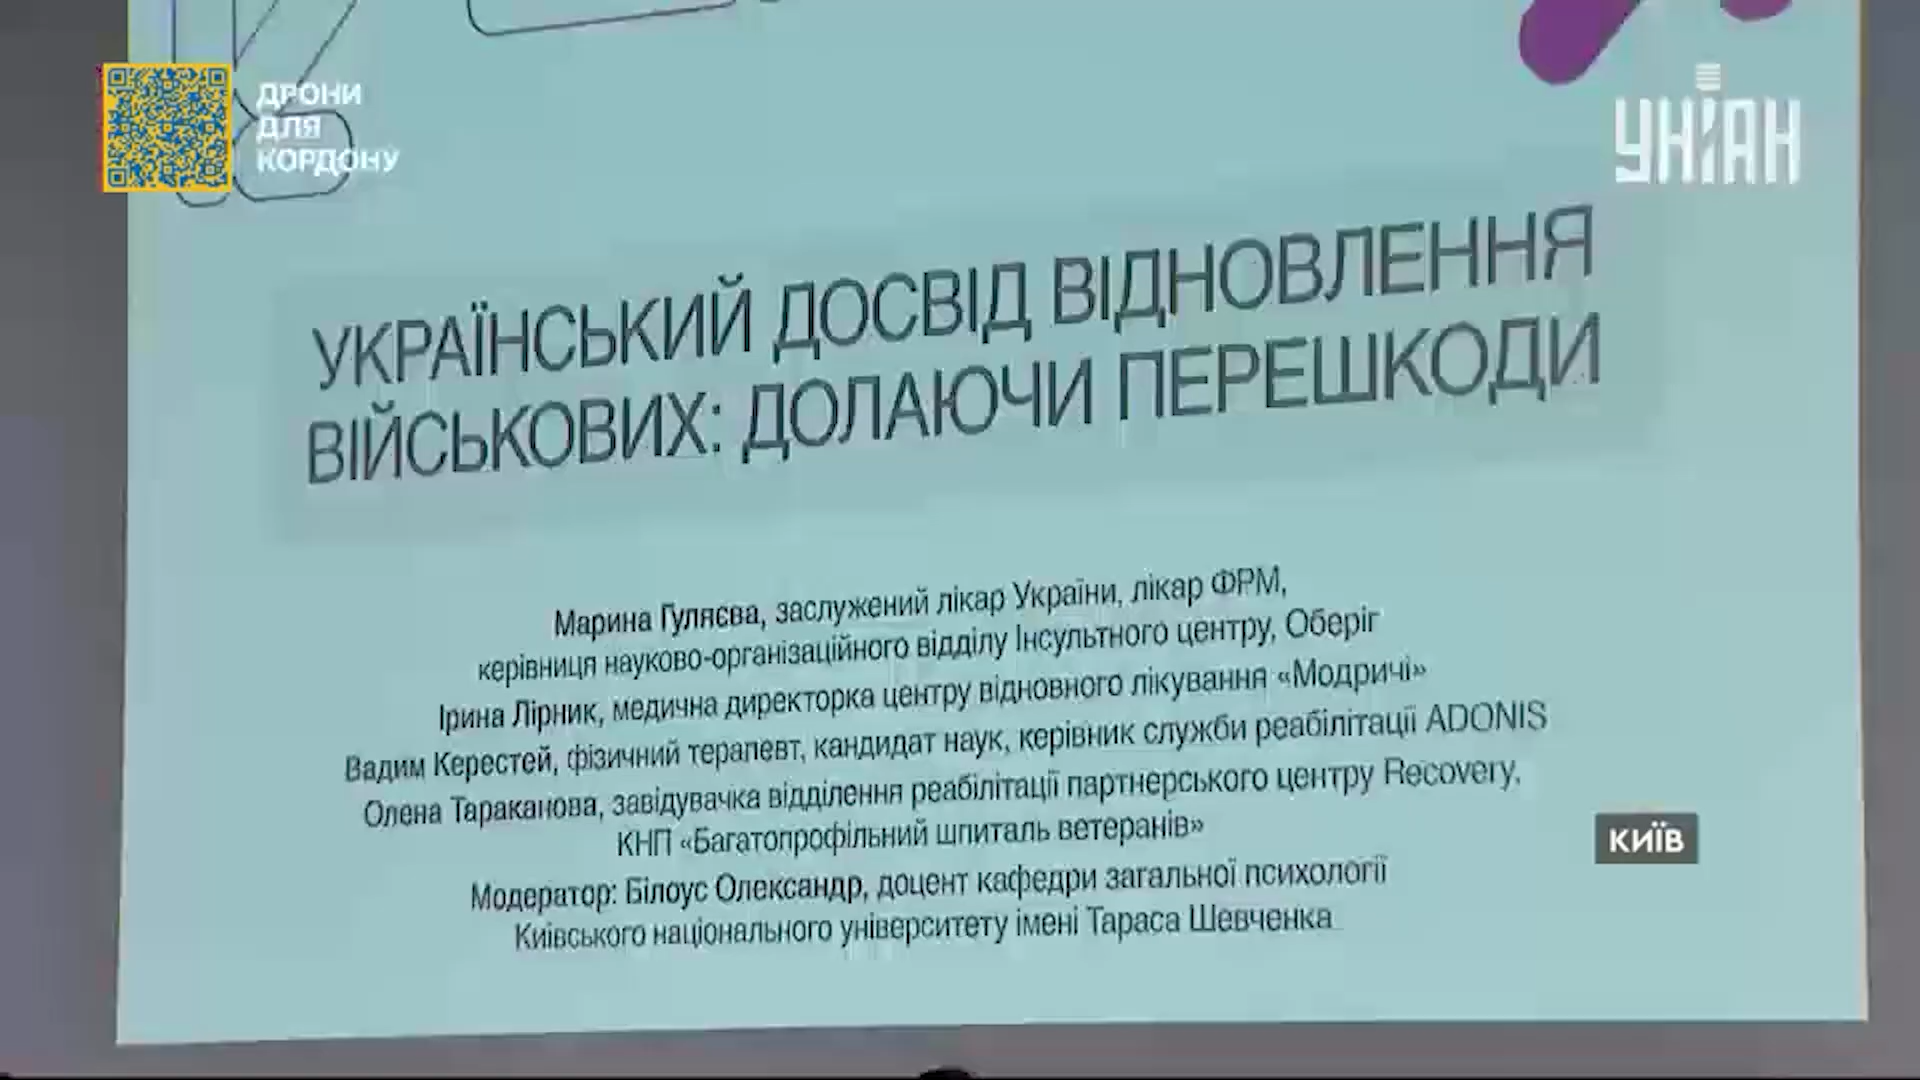 ДРОНИ
ДЛЯ
КОРДОНУ
УНІАН
УКРАЇНСЬКИЙ ДОСВІД ВІДНОВЛЕННЯ
ВІЙСЬКОВИХ: ДОЛАЮЧИ ПЕРЕШКОДИ
Марина Гуляєва, заслужений лікар України, лікар ФРМ,
керівниця науково-організаційного відділу Інсультного центру, Оберіг
Ірина Лірник, медична директорка центру відновного лікування «Модричі»
Вадим Керестей, фізичний терапевт, кандидат наук, керівник служби реабілітації ADONIS
Олена Тараканова, завідувачка відділення реабілітації партнерського центру Recovery,
КНП «Багатопрофільний шпиталь ветеранів»
Модератор: Білоус Олександр, доцент кафедри загальної психології
Київського національного університету імені Тараса Шевченка
КИЇВ